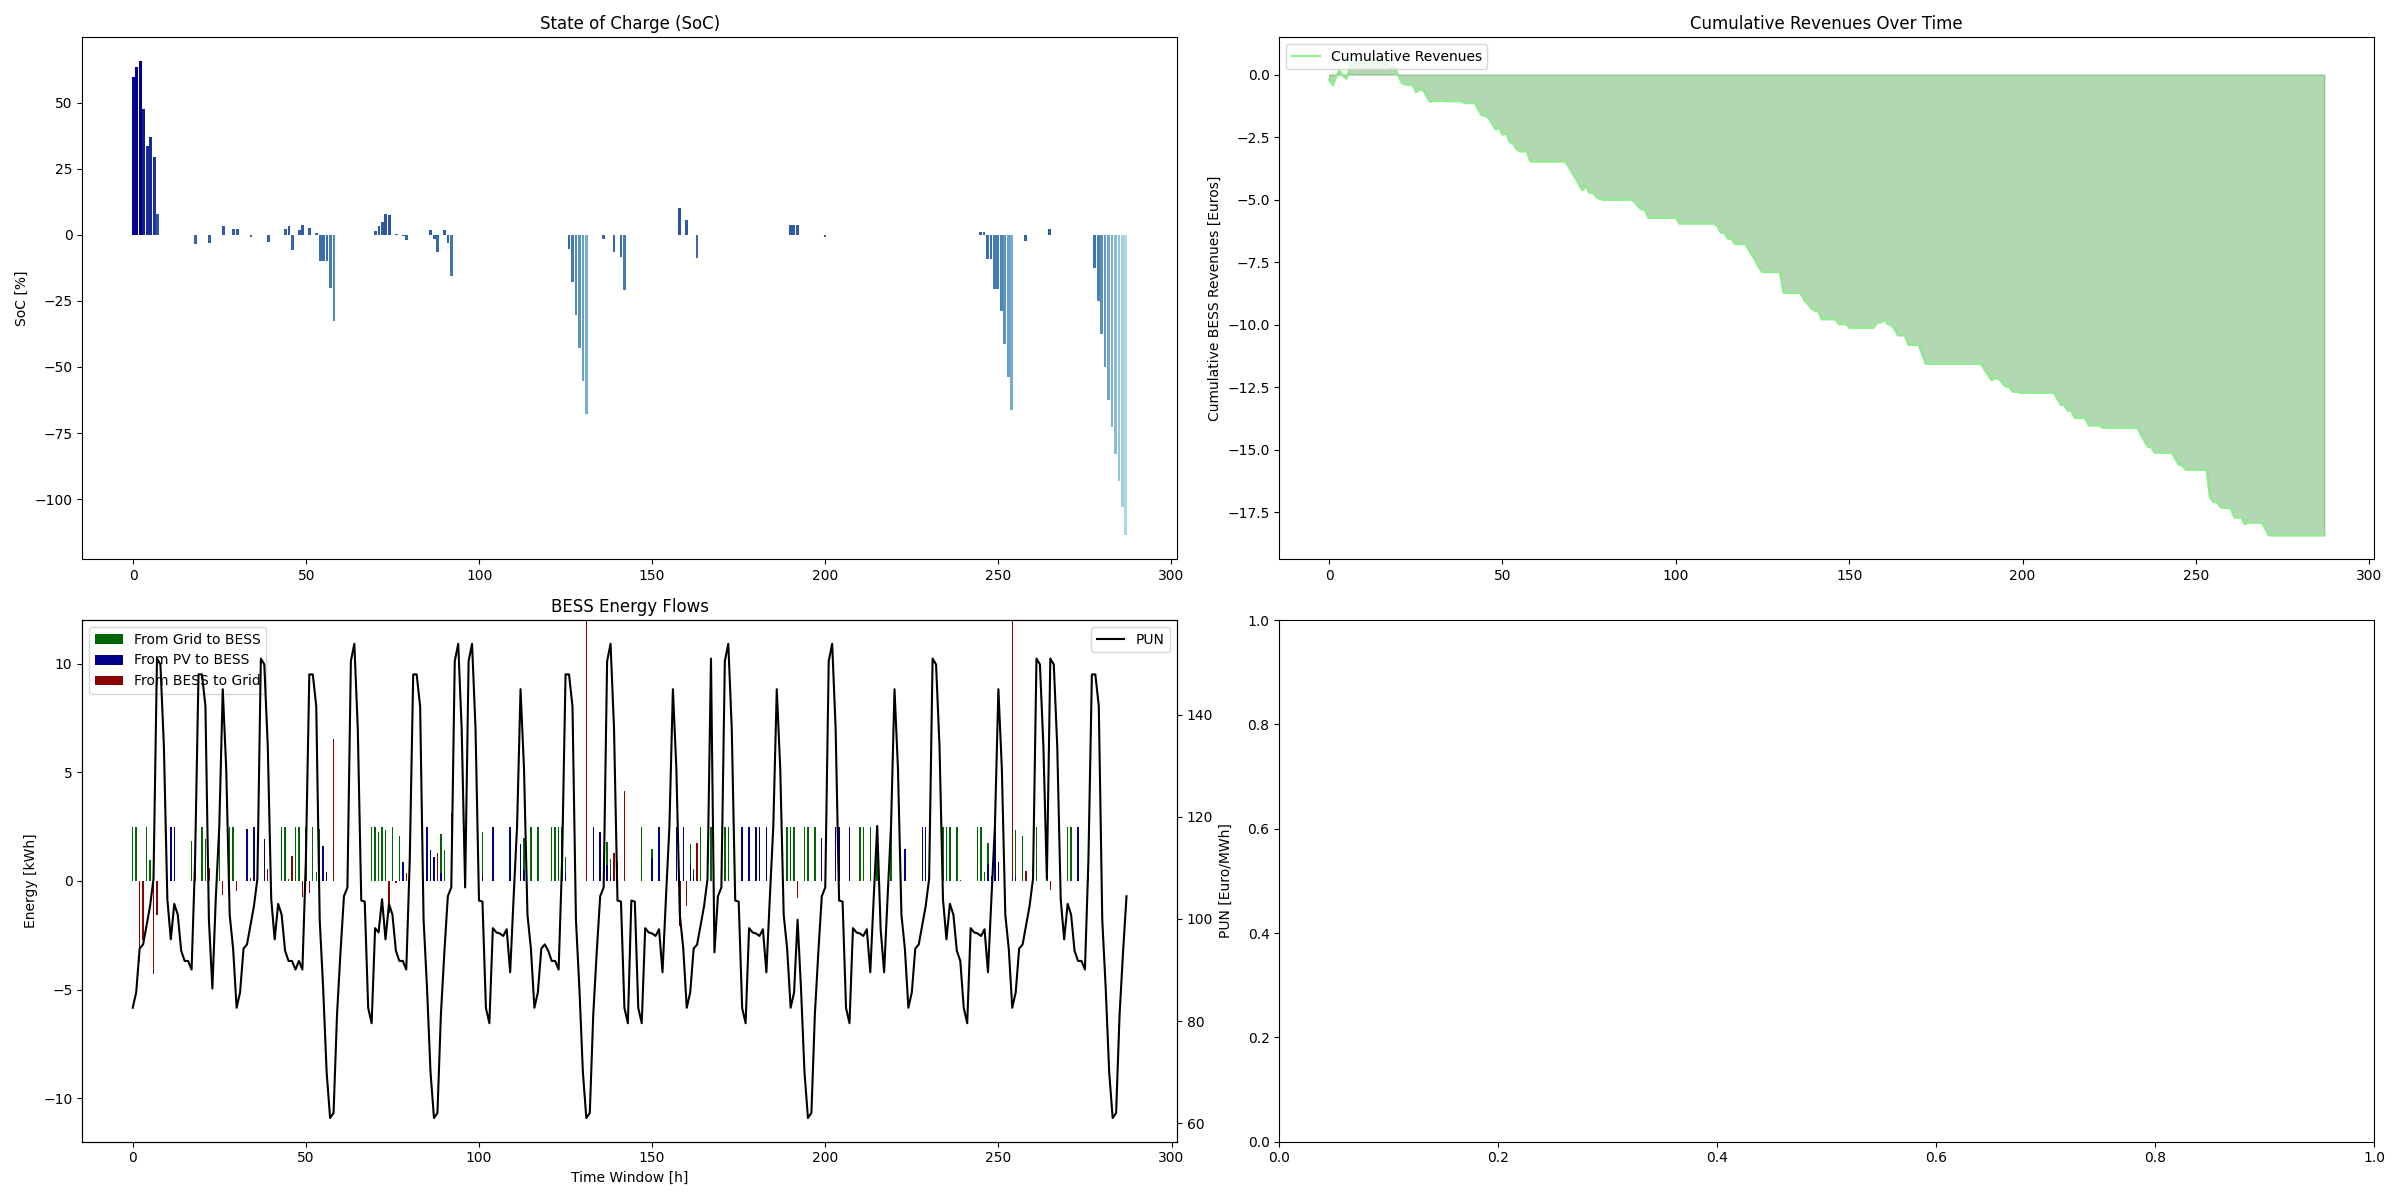 State of Charge (SoC)
SoC [%]
50
25
0
−25
−50
−75
−100
0 50 100 150 200 250 300
Cumulative Revenues Over Time
Cumulative Revenues
Cumulative BESS Revenues [Euros]
0.0
−2.5
−5.0
−7.5
−10.0
−12.5
−15.0
−17.5
0 50 100 150 200 250 300
BESS Energy Flows
From Grid to BESS
From PV to BESS
From BESS to Grid
PUN
Energy [kWh]
10
5
0
−5
−10
0 50 100 150 200 250 300
Time Window [h]
140
120
100
80
60
PUN [Euro/MWh]
1.0
0.8
0.6
0.4
0.2
0.0
0.0 0.2 0.4 0.6 0.8 1.0